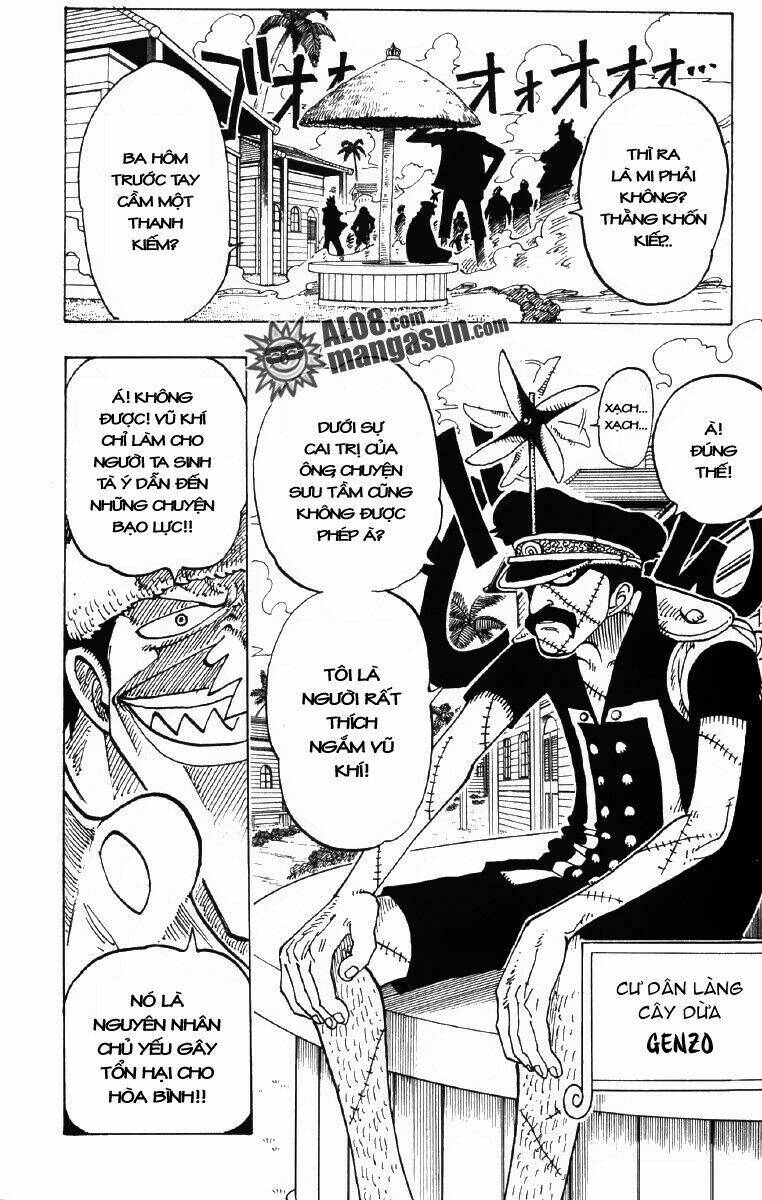 THÌ RA
LÀ MI PHẢI
KHÔNG?
THẰNG KHỐN
KIẾP..
BA HÔM
TRƯỚC TAY
CẦM MỘT
THANH
KIẾM?
ブオオオオオオ...
AL08.com
mangasun.com
À!
ĐÚNG
THẾ!
XẠCH...
XẠCH...
DƯỚI SỰ
CAI TRỊ CỦA
ÔNG, CHUYỆN
SƯU TẦM CŨNG
KHÔNG ĐƯỢC
PHÉP À?
TÔI LÀ
NGƯỜI RẤT
THÍCH
NGẮM VŨ
KHÍ!
CƯ DÂN LÀNG
CÂY DỪA
GENZO
Á! KHÔNG
ĐƯỢC! VŨ KHÍ
CHỈ LÀM CHO
NGƯỜI TA SINH
TÀ Ý DẪN ĐẾN
NHỮNG CHUYỆN
BẠO LỰC!!
NÓ LÀ
NGUYÊN NHÂN
CHỦ YẾU GÂY
TỔN HẠI CHO
HÒA BÌNH!!